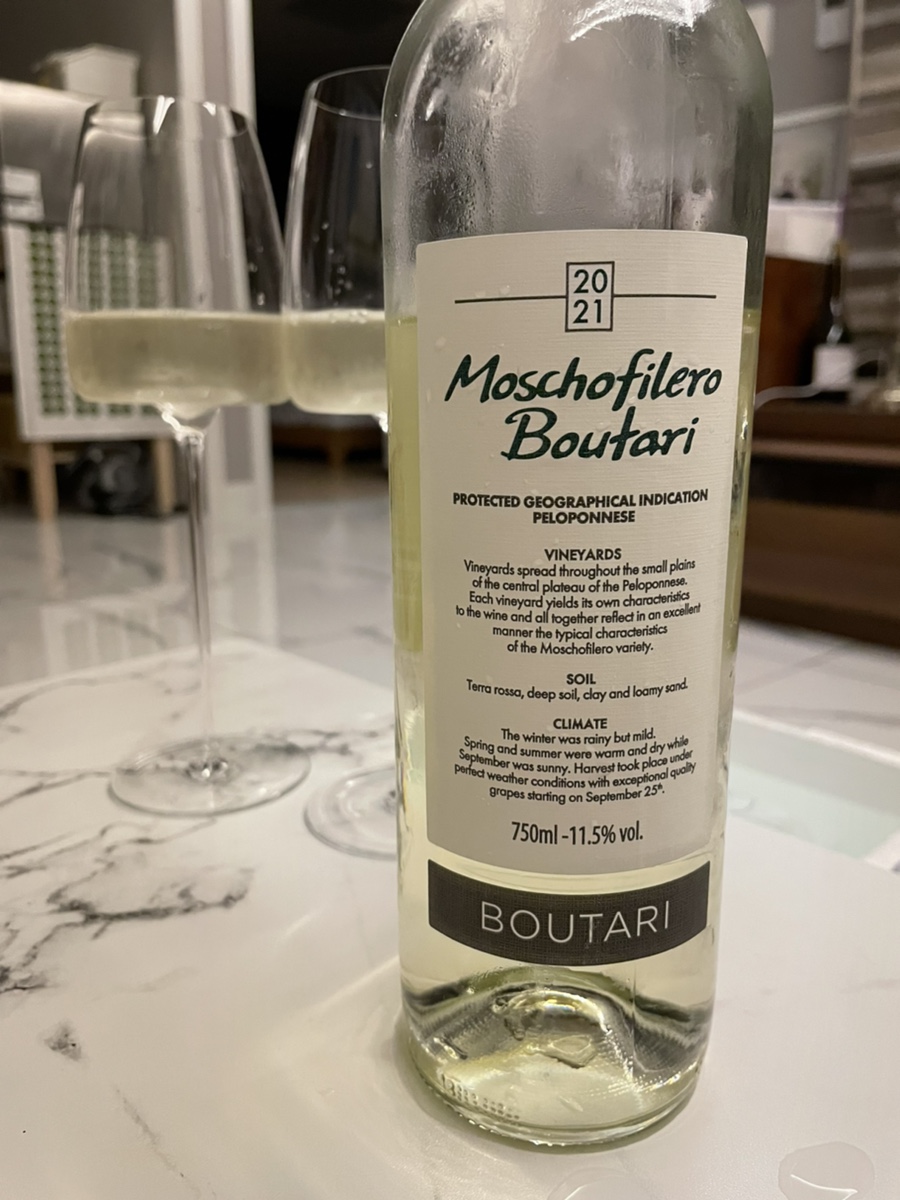 20
21
Moschofilero
Boutari
PROTECTED GEOGRAPHICAL INDICATION
PELOPONNESE
VINEYARDS
Vineyards spread throughout the small plains
of the central plateau of the Peloponnese.
Each vineyard yields its own characteristics
to the wine and all together reflect in an excellent
manner the typical characteristics
of the Moschofilero variety.
SOIL
Terra rossa, deep soil, clay and loamy sand.
CLIMATE
The winter was rainy but mild.
Spring and summer were warm and dry while
September was sunny. Harvest took place under
perfect weather conditions with exceptional quality
grapes starting on September 25th.
750ml -11.5% vol.
BOUTARI